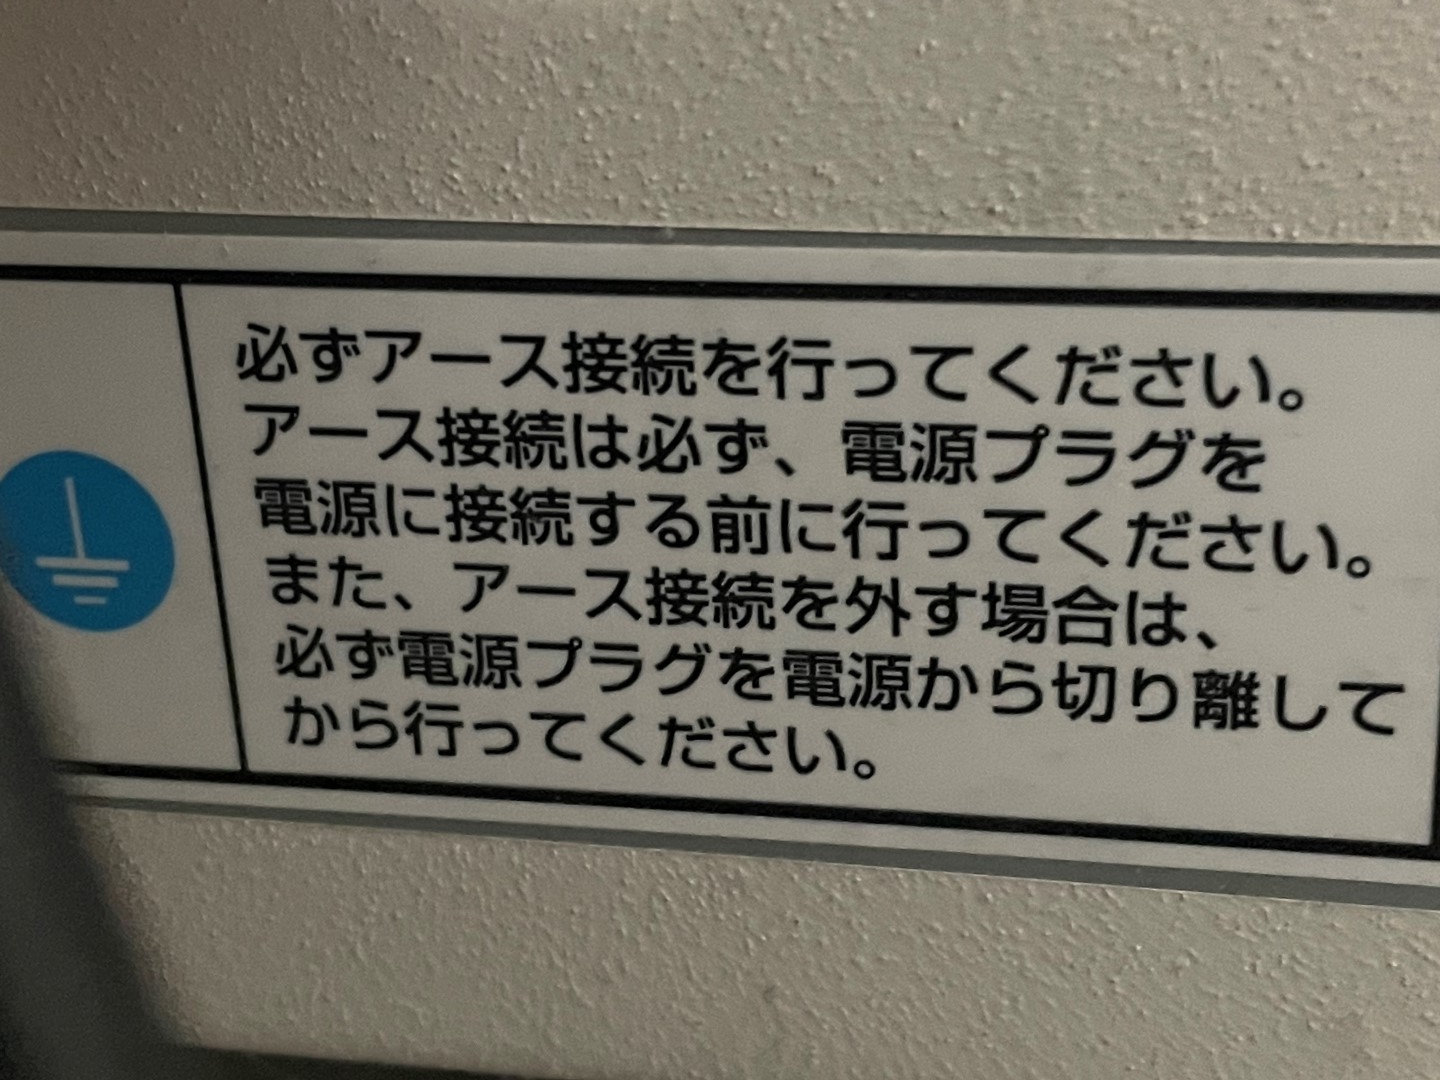 必ずアース接続を行ってください。
アース接続は必ず、電源プラグを
電源に接続する前に行ってください。
また、アース接続を外す場合は、
必ず電源プラグを電源から切り離して
から行ってください。